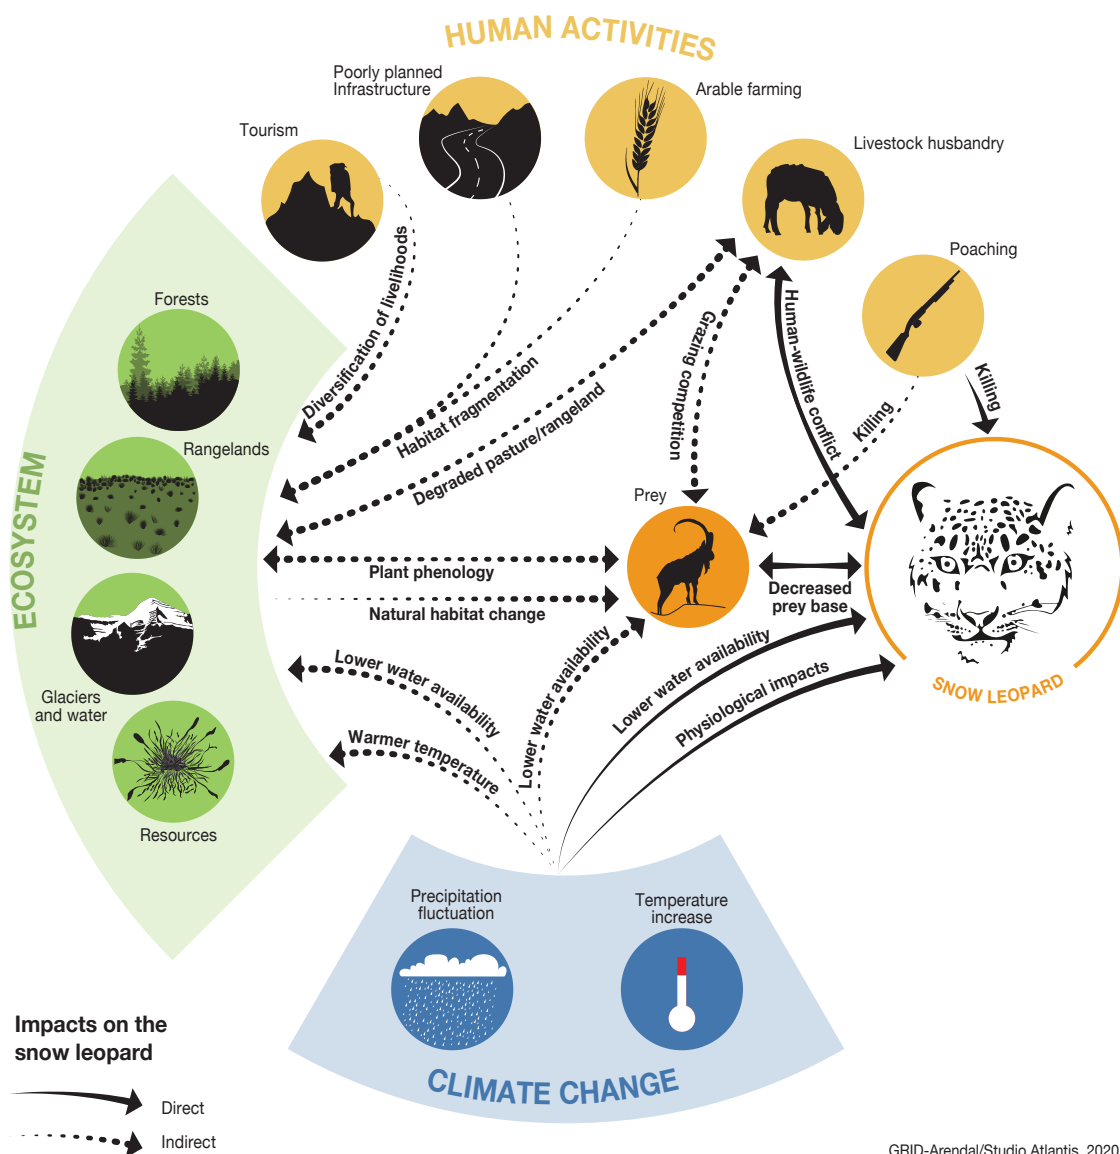 HUMAN ACTIVITIES
Poorly planned
Infrastructure
Arable farming
Tourism
Livestock husbandry
Poaching
Forests
Rangelands
ECOSYSTEM
Glaciers
and water
Resources
Diversification of livelihoods
Habitat fragmentation
Degraded pasture/rangeland
Grazing competition
Human-wildlife conflict
Killing
Killing
Prey
Plant phenology
Natural habitat change
Decreased
prey base
Lower water availability
Warmer temperature
Lower water availability
Lower water availability
Physiological impacts
SNOW LEOPARD
Precipitation
fluctuation
Temperature
increase
CLIMATE CHANGE
Impacts on the
snow leopard
Direct
Indirect
GRID-Arendal/Studio Atlantis, 2020